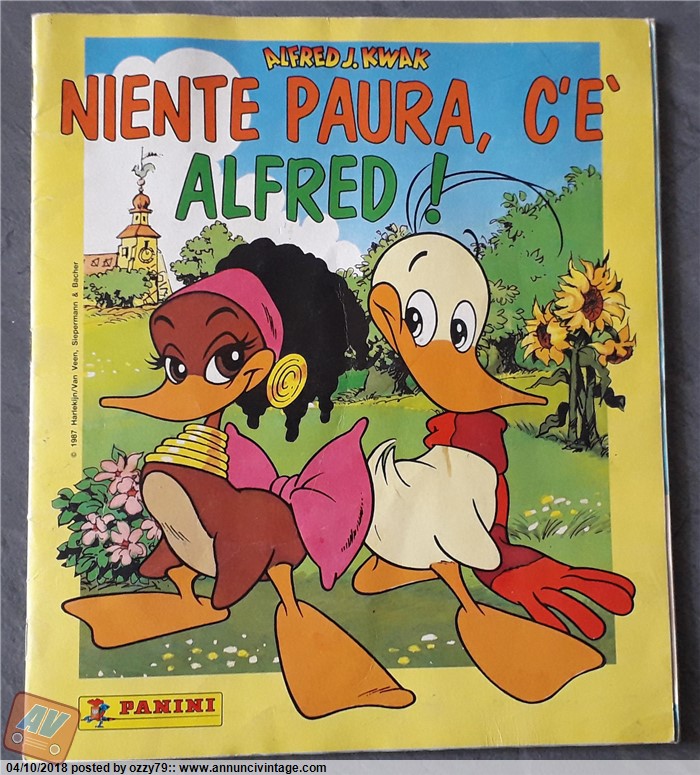 ALFRED J. KWAK
NIENTE PAURA, C'E'
ALFRED!
© 1987 Harlekijn/Van Veen, Siepermann & Bacher
PANINI
AV
04/10/2018 posted by ozzy79:: www.annuncivintage.com